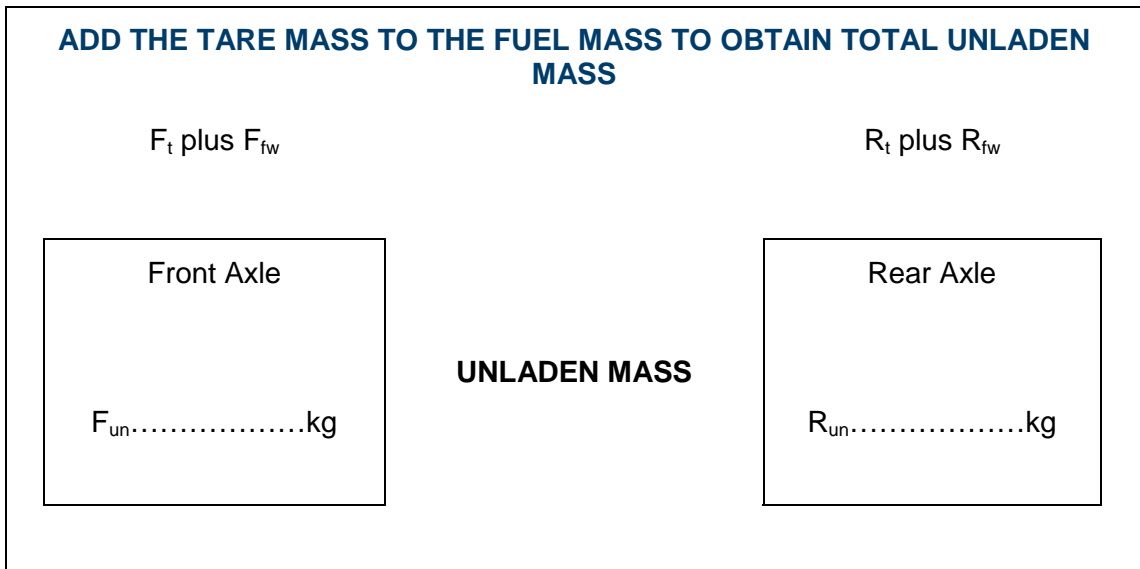 ADD THE TARE MASS TO THE FUEL MASS TO OBTAIN TOTAL UNLADEN
MASS
Ft plus Ffw
Rt plus Rfw
Front Axle
Rear Axle
UNLADEN MASS
Fun………………kg
Run………………kg